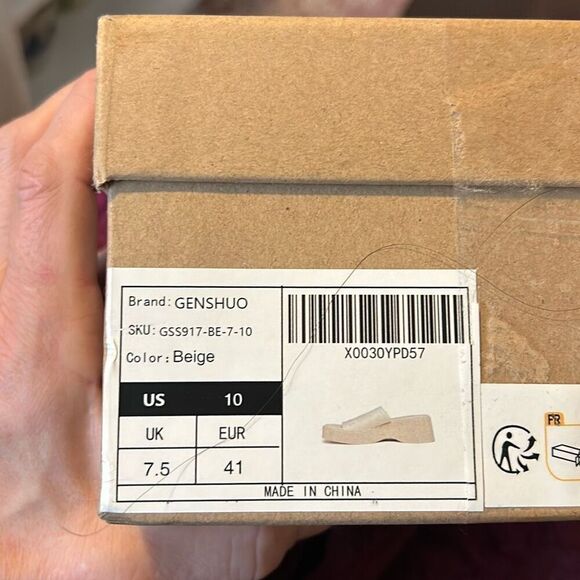 Brand: GENSHUO
SKU: GSS917-BE-7-10
Color: Beige
X0030YPD57
US 10
UK EUR
7.5 41
MADE IN CHINA
FR